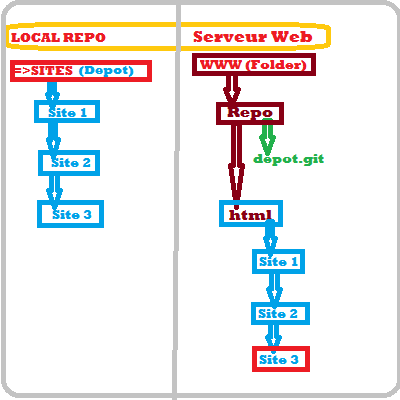 LOCAL REPO
=>SITES (Depot)
Site 1
Site 2
Site 3
Serveur Web
WWW (Folder)
Repo
depot.git
html
Site 1
Site 2
Site 3